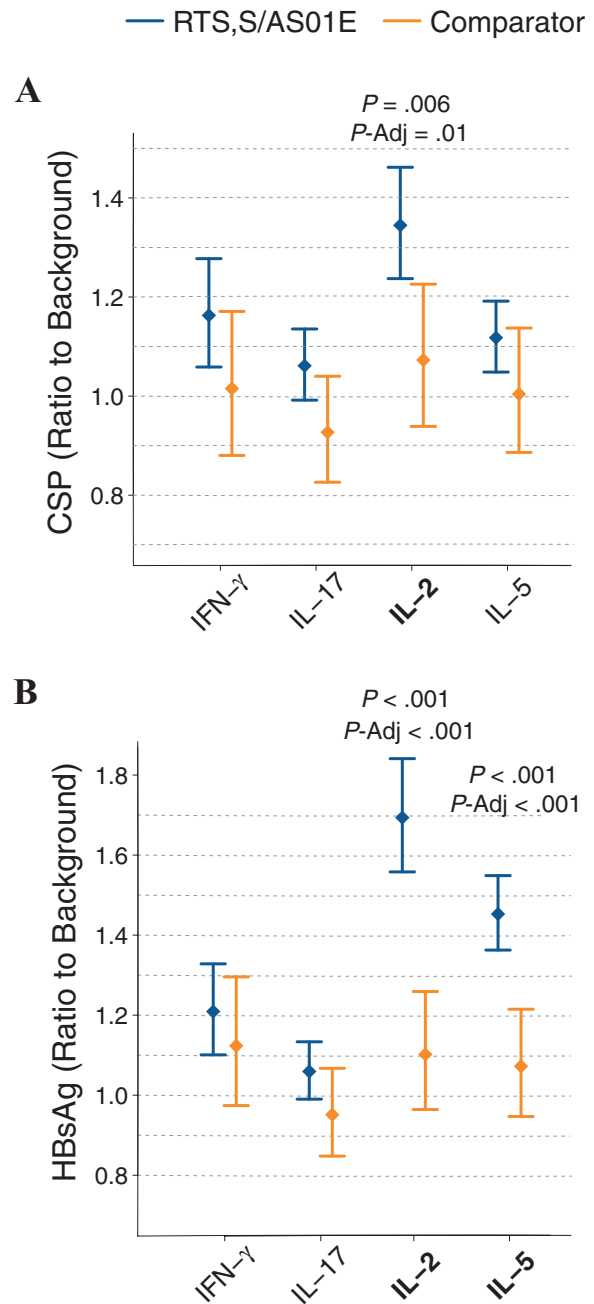 RTS,S/AS01E Comparator
A
P = .006
P-Adj = .01
CSP (Ratio to Background)
1.4
1.2
1.0
0.8
IFN−γ IL−17 IL−2 IL−5
B
P < .001
P-Adj < .001
P < .001
P-Adj < .001
HBsAg (Ratio to Background)
1.8
1.6
1.4
1.2
1.0
0.8
IFN−γ IL−17 IL−2 IL−5